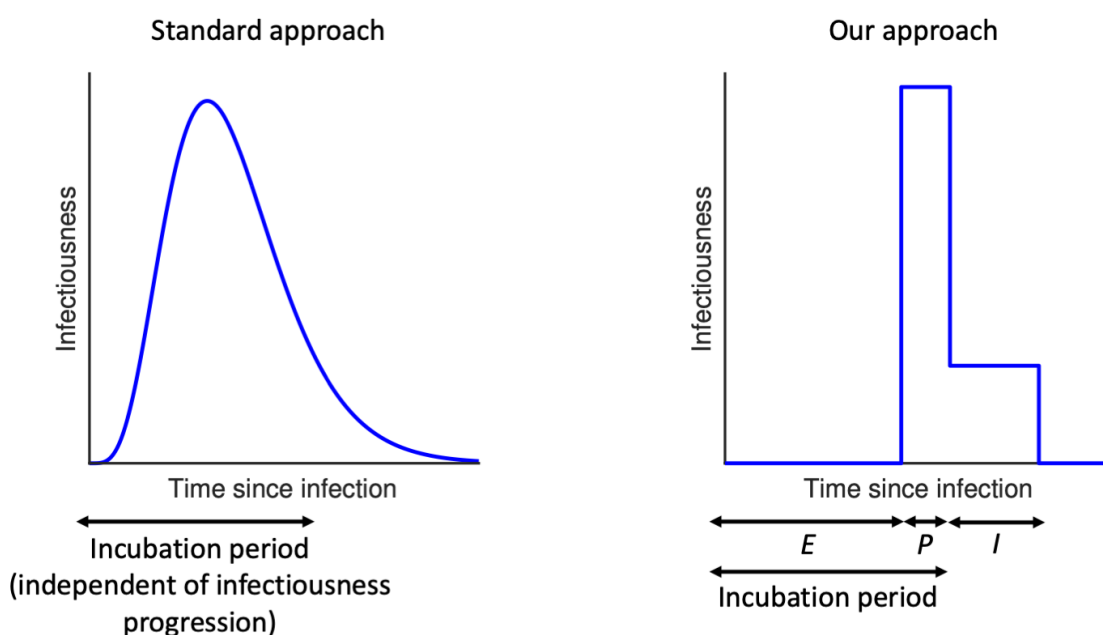 Standard approach
Infectiousness
Time since infection
Incubation period
(independent of infectiousness
progression)
Our approach
Infectiousness
Time since infection
E P I
Incubation period